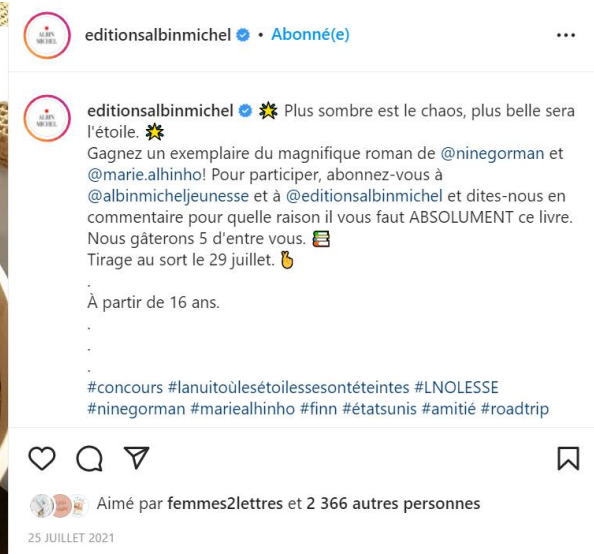 ALBIN
MICHEL
editionsalbinmichel • Abonné(e)
ALBIN
MICHEL
editionsalbinmichel 🌟 Plus sombre est le chaos, plus belle sera
l'étoile. 🌟
Gagnez un exemplaire du magnifique roman de @ninegorman et
@marie.alhinho! Pour participer, abonnez-vous à
@albinmicheljeunesse et à @editionsalbinmichel et dites-nous en
commentaire pour quelle raison il vous faut ABSOLUMENT ce livre.
Nous gâterons 5 d'entre vous. 📚
Tirage au sort le 29 juillet. 🫰
.
À partir de 16 ans.
.
.
.
#concours #lanuitoùlesétoilessesontéteintes #LNOLESSE
#ninegorman #mariealhinho #finn #étatsunis #amitié #roadtrip
Aimé par femmes2lettres et 2 366 autres personnes
25 JUILLET 2021